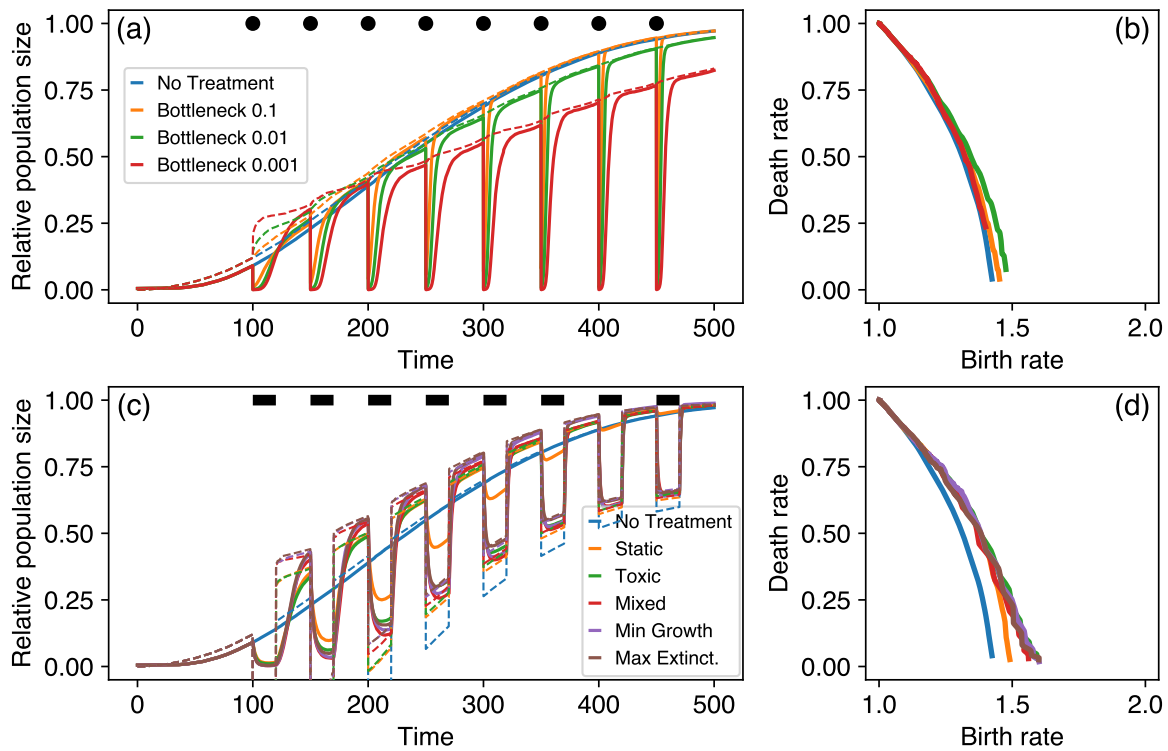 (a)
Relative population size
1.00
0.75
0.50
0.25
0.00
No Treatment
Bottleneck 0.1
Bottleneck 0.01
Bottleneck 0.001
0 100 200 300 400 500
Time
(b)
Death rate
1.00
0.75
0.50
0.25
0.00
1.0 1.5 2.0
Birth rate
(c)
Relative population size
1.00
0.75
0.50
0.25
0.00
No Treatment
Static
Toxic
Mixed
Min Growth
Max Extinct.
0 100 200 300 400 500
Time
(d)
Death rate
1.00
0.75
0.50
0.25
0.00
1.0 1.5 2.0
Birth rate